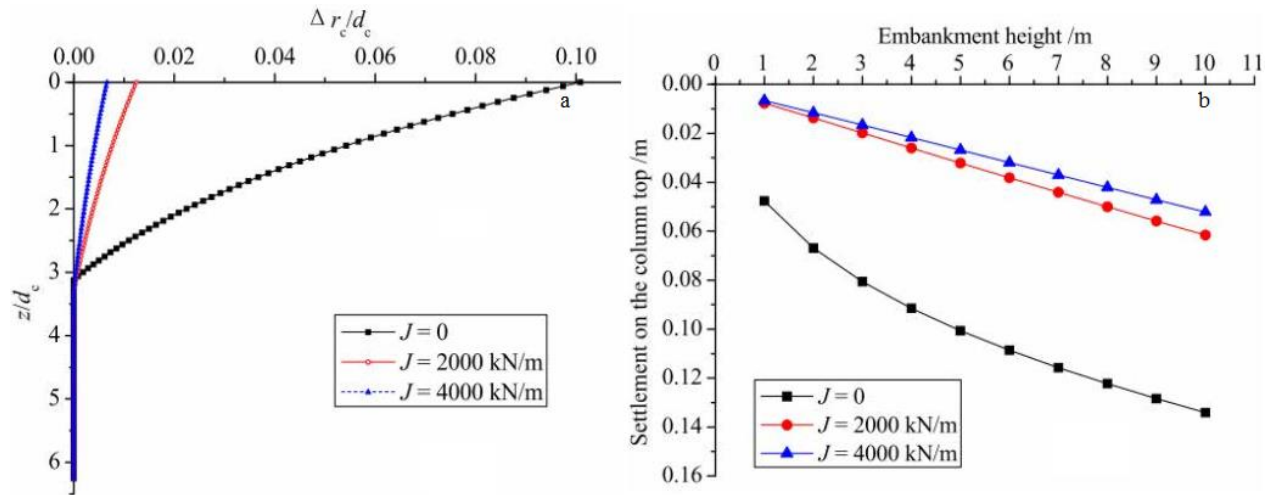 Δ r_c/d_c
0.00 0.02 0.04 0.06 0.08 0.10
0
1
2
3
4
5
6
z/d_c
a
J = 0
J = 2000 kN/m
J = 4000 kN/m
Embankment height /m
0 1 2 3 4 5 6 7 8 9 10 11
0.00
0.02
0.04
0.06
0.08
0.10
0.12
0.14
0.16
Settlement on the column top /m
b
J = 0
J = 2000 kN/m
J = 4000 kN/m